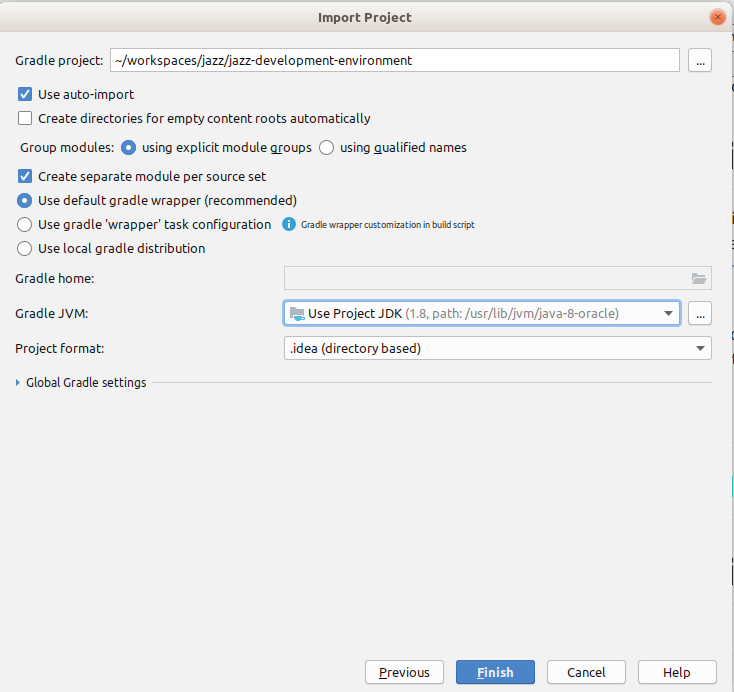 Import Project
Gradle project: ~/workspaces/jazz/jazz-development-environment ...
Use auto-import
Create directories for empty content roots automatically
Group modules: using explicit module groups using qualified names
Create separate module per source set
Use default gradle wrapper (recommended)
Use gradle 'wrapper' task configuration Gradle wrapper customization in build script
Use local gradle distribution
Gradle home:
Gradle JVM: Use Project JDK (1.8, path: /usr/lib/jvm/java-8-oracle) ...
Project format: .idea (directory based)
Global Gradle settings
Previous Finish Cancel Help